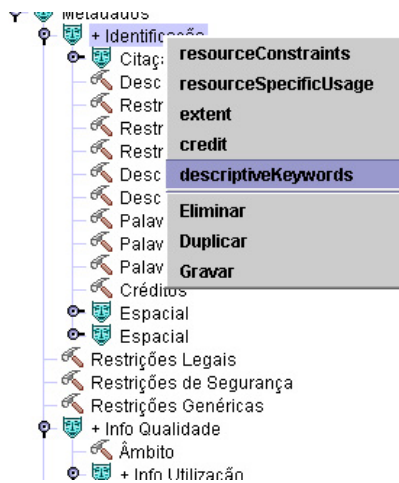 Metadados
+ Identificação
Citaç
Desc
Restr
Restr
Restr
Desc
Desc
Palav
Palav
Palav
Créditos
Espacial
Espacial
Restrições Legais
Restrições de Segurança
Restrições Genéricas
+ Info Qualidade
Âmbito
+ Info Utilização
resourceConstraints
resourceSpecificUsage
extent
credit
descriptiveKeywords
Eliminar
Duplicar
Gravar